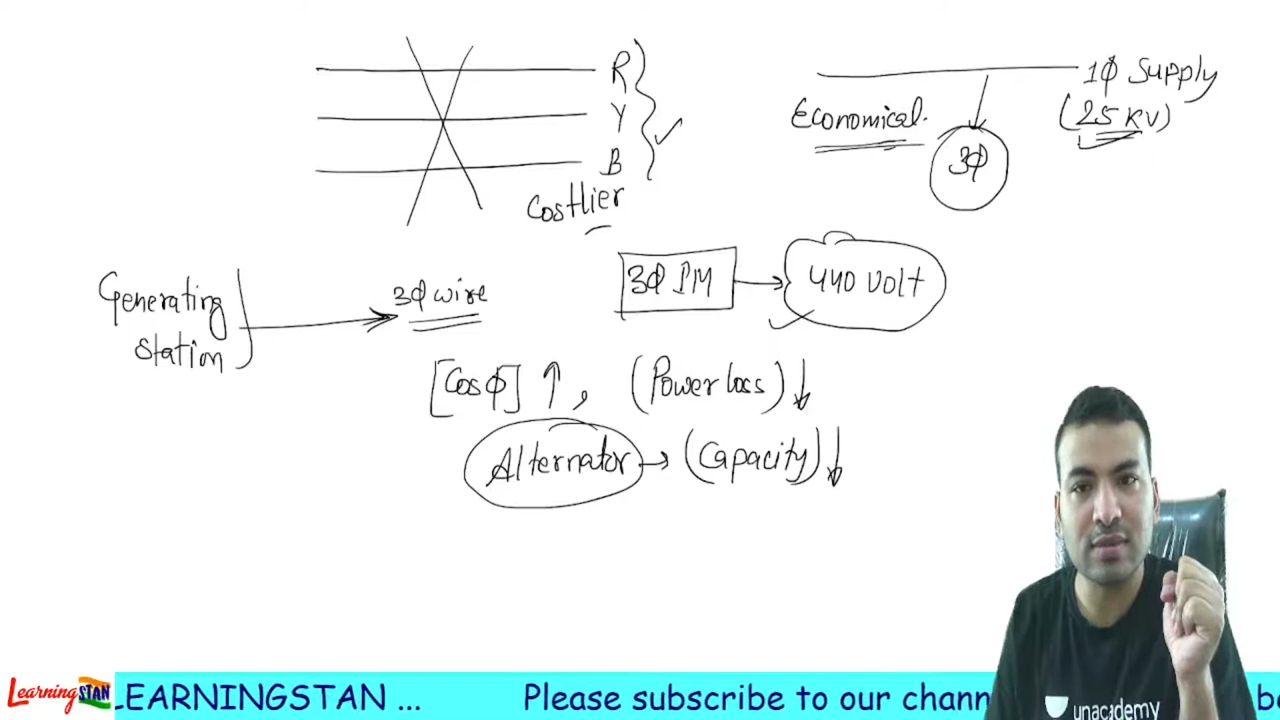 R
Y
B
Costlier
1Φ Supply
(25 KV)
Economical.
3Φ
Generating
Station
3Φ wire
3Φ IM
440 Volt
[Cosφ] ↑, (Power loss) ↓
Alternator → (Capacity) ↓
LearningSTAN
LEARNINGSTAN ... Please subscribe to our chann
unacademy